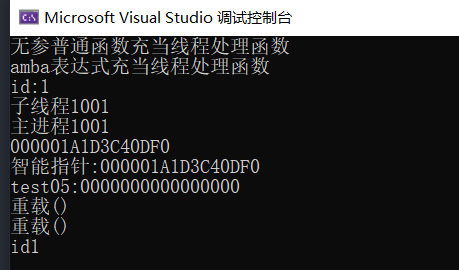 Microsoft Visual Studio 调试控制台
无参普通函数充当线程处理函数
amba表达式充当线程处理函数
id:1
子线程1001
主进程1001
000001A1D3C40DF0
智能指针:000001A1D3C40DF0
test05:0000000000000000
重载()
重载()
id1